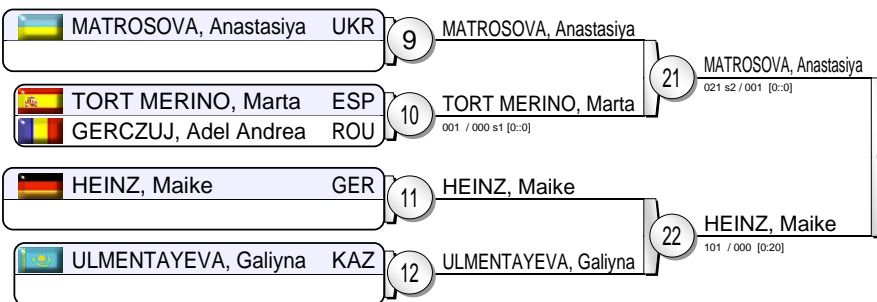 MATROSOVA, Anastasiya UKR
9
MATROSOVA, Anastasiya
21
MATROSOVA, Anastasiya
021 s2 / 001 [0::0]
TORT MERINO, Marta ESP
GERCZUJ, Adel Andrea ROU
10
TORT MERINO, Marta
001 / 000 s1 [0::0]
HEINZ, Maike GER
11
HEINZ, Maike
22
HEINZ, Maike
101 / 000 [0:20]
ULMENTAYEVA, Galiyna KAZ
12
ULMENTAYEVA, Galiyna